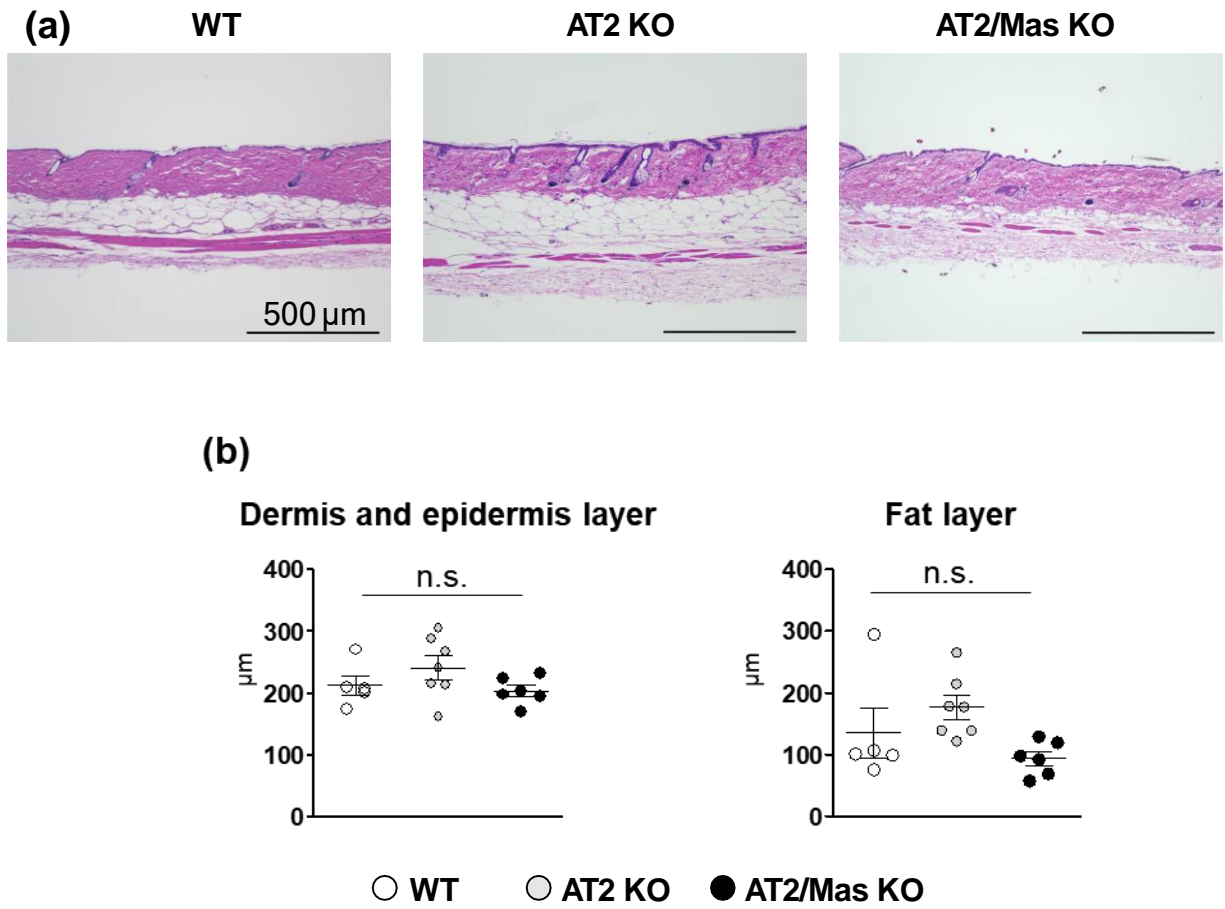 (a) WT AT2 KO AT2/Mas KO
500 µm
(b)
Dermis and epidermis layer
400
300
200
100
0
µm
n.s.
Fat layer
400
300
200
100
0
µm
n.s.
WT AT2 KO AT2/Mas KO